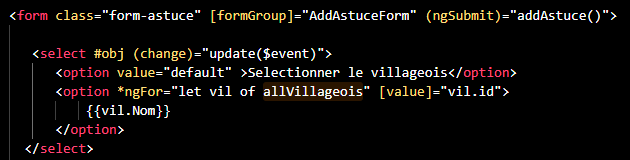 <form class="form-astuce" [formGroup]="AddAstuceForm" (ngSubmit)="addAstuce()">
<select #obj (change)="update($event)">
<option value="default" >Selectionner le villageois</option>
<option *ngFor="let vil of allVillageois" [value]="vil.id">
{{vil.Nom}}
</option>
</select>